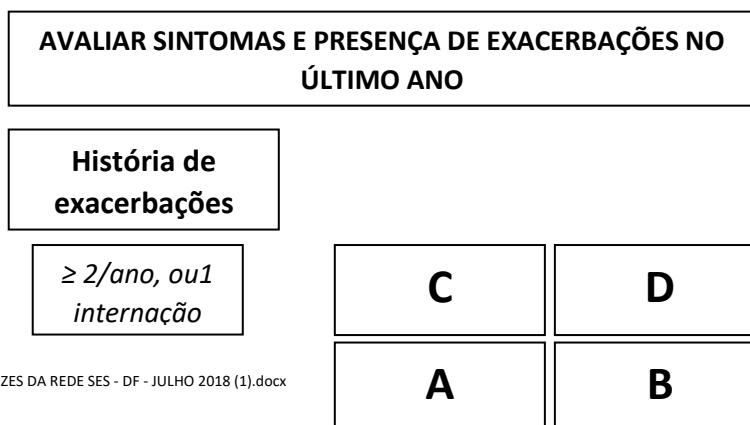 AVALIAR SINTOMAS E PRESENÇA DE EXACERBAÇÕES NO
ÚLTIMO ANO
História de
exacerbações
≥ 2/ano, ou1
internação
C
D
ZES DA REDE SES - DF - JULHO 2018 (1).docx
A
B